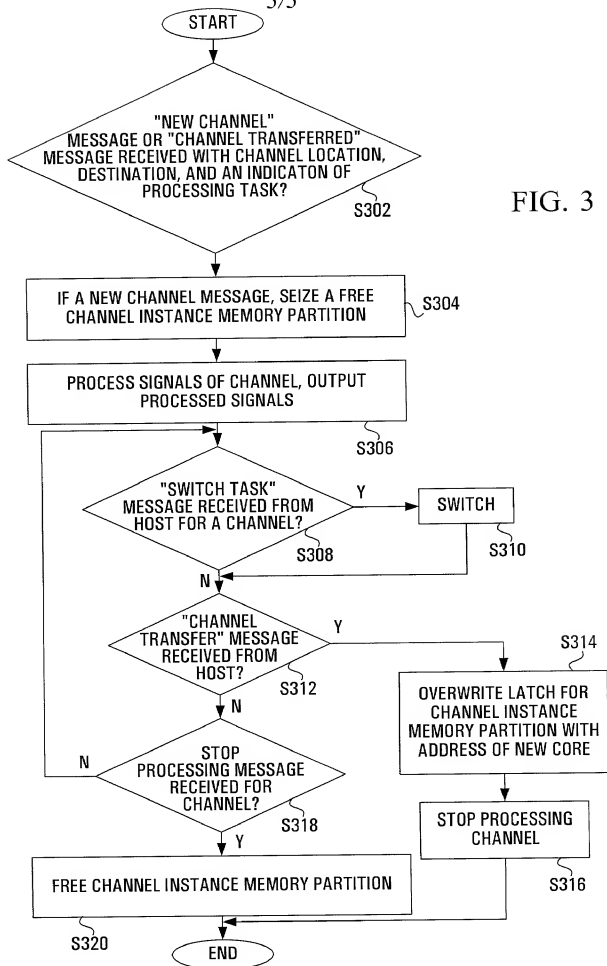 3/3
START
"NEW CHANNEL"
MESSAGE OR "CHANNEL TRANSFERRED"
MESSAGE RECEIVED WITH CHANNEL LOCATION,
DESTINATION, AND AN INDICATON OF
PROCESSING TASK?
S302
FIG. 3
IF A NEW CHANNEL MESSAGE, SEIZE A FREE
CHANNEL INSTANCE MEMORY PARTITION
S304
PROCESS SIGNALS OF CHANNEL, OUTPUT
PROCESSED SIGNALS
S306
"SWITCH TASK"
MESSAGE RECEIVED FROM
HOST FOR A CHANNEL?
S308
Y
SWITCH
S310
N
"CHANNEL
TRANSFER" MESSAGE
RECEIVED FROM
HOST?
S312
Y
S314
OVERWRITE LATCH FOR
CHANNEL INSTANCE
MEMORY PARTITION WITH
ADDRESS OF NEW CORE
N
N
STOP
PROCESSING MESSAGE
RECEIVED FOR
CHANNEL?
S318
STOP PROCESSING
CHANNEL
S316
Y
FREE CHANNEL INSTANCE MEMORY PARTITION
S320
END